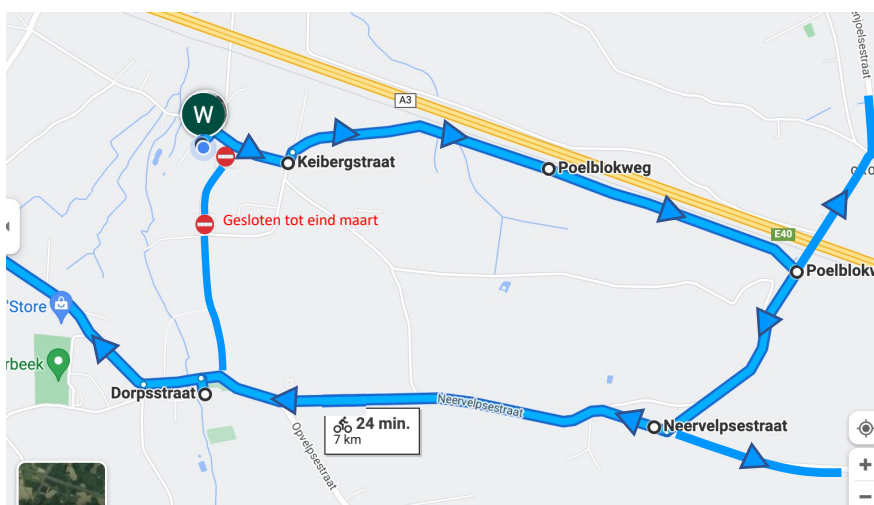 A3
W
Keibergstraat
Poelblokweg
Gesloten tot eind maart
E40
Poelblokw
'Store
rbeek
Dorpsstraat
Neervelpsestraat
24 min.
7 km
Neervelpsestraat
Opvelpsestraat